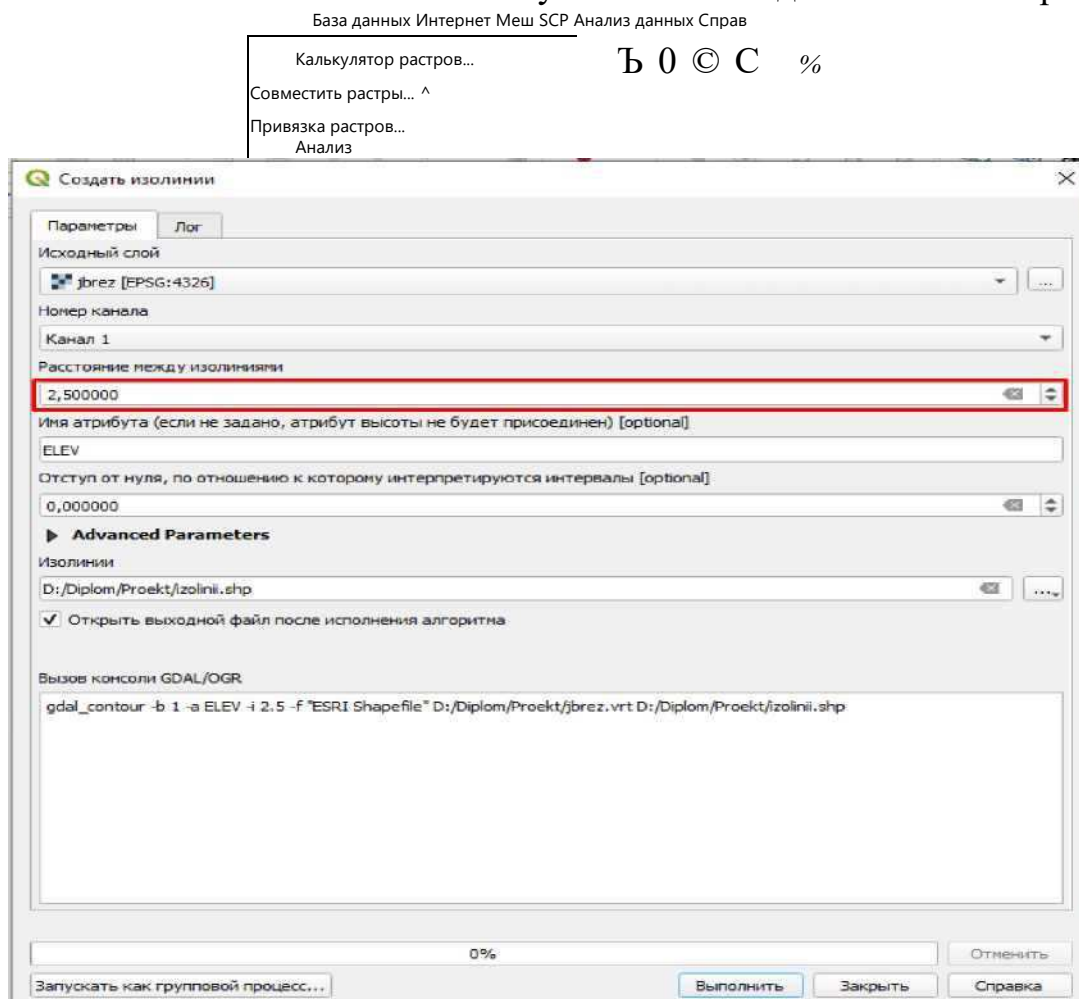 База данных Интернет Меш SCP Анализ данных Справ
Калькулятор растров...
Ъ 0 © С %
Совместить растры... ^
Привязка растров...
Анализ
Создать изолинии
Параметры Лог
Исходный слой
jbrez [EPSG:4326]
...
Номер канала
Канал 1
Расстояние между изолиниями
2,500000
Имя атрибута (если не задано, атрибут высоты не будет присоединен) [optional]
ELEV
Отступ от нуля, по отношению к которому интерпретируются интервалы [optional]
0,000000
Advanced Parameters
Изолинии
D:/Diplom/Proekt/izolinii.shp
...
Открыть выходной файл после исполнения алгоритма
Вызов консоли GDAL/OGR
gdal_contour -b 1 -a ELEV -i 2.5 -f "ESRI Shapefile" D:/Diplom/Proekt/jbrez.vrt D:/Diplom/Proekt/izolinii.shp
0%
Отменить
Запускать как групповой процесс...
Выполнить
Закрыть
Справка